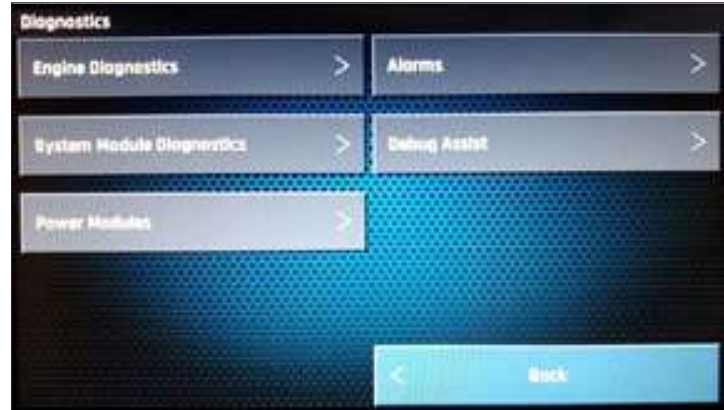 Diagnostics
Engine Diagnostics >
Alarms >
System Module Diagnostics >
Debug Assist >
Power Modules >
< Back